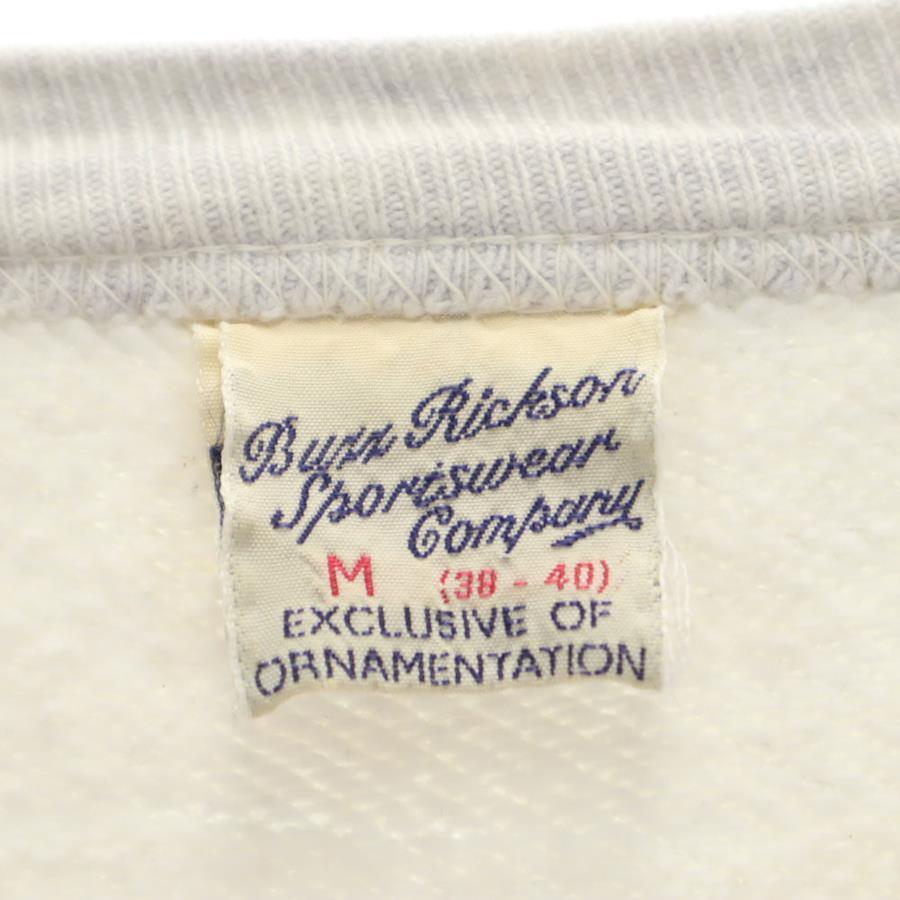 Buzz Rickson
Sportswear
Company
M (38 - 40)
EXCLUSIVE OF
ORNAMENTATION